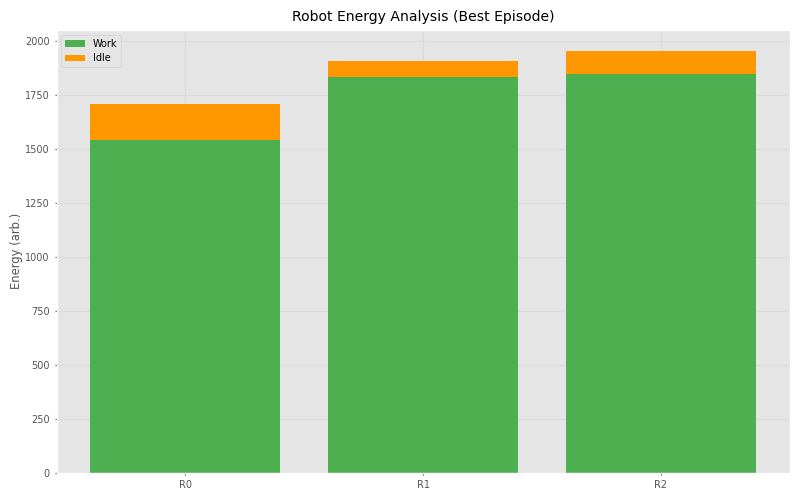 Robot Energy Analysis (Best Episode)
Work
Idle
Energy (arb.)
2000
1750
1500
1250
1000
750
500
250
0
R0
R1
R2